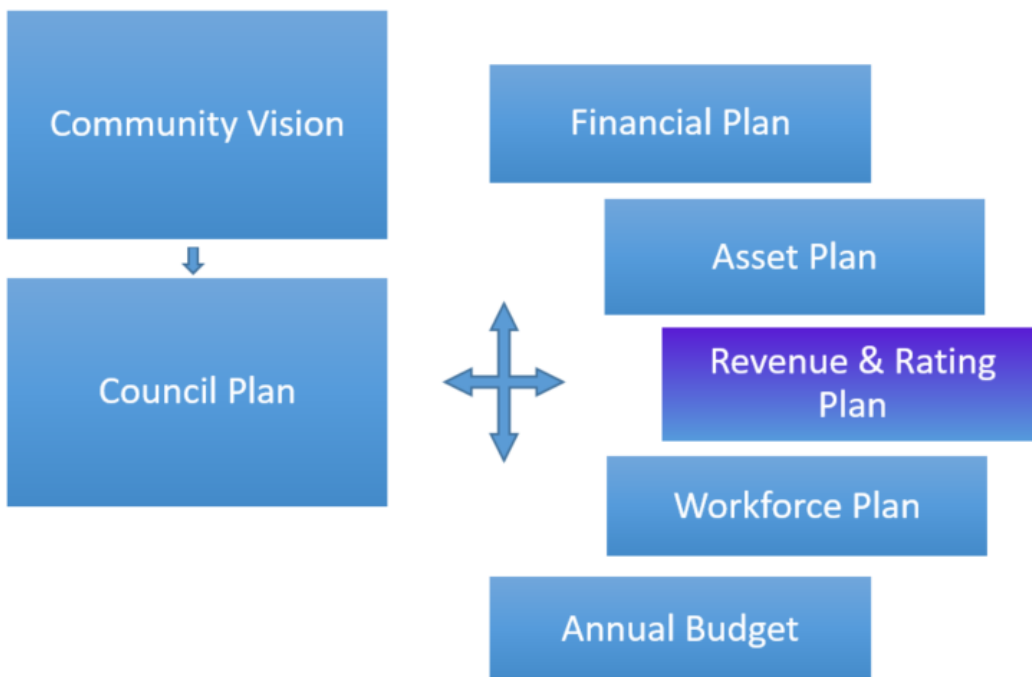 Community Vision
Council Plan
Financial Plan
Asset Plan
Revenue & Rating
Plan
Workforce Plan
Annual Budget